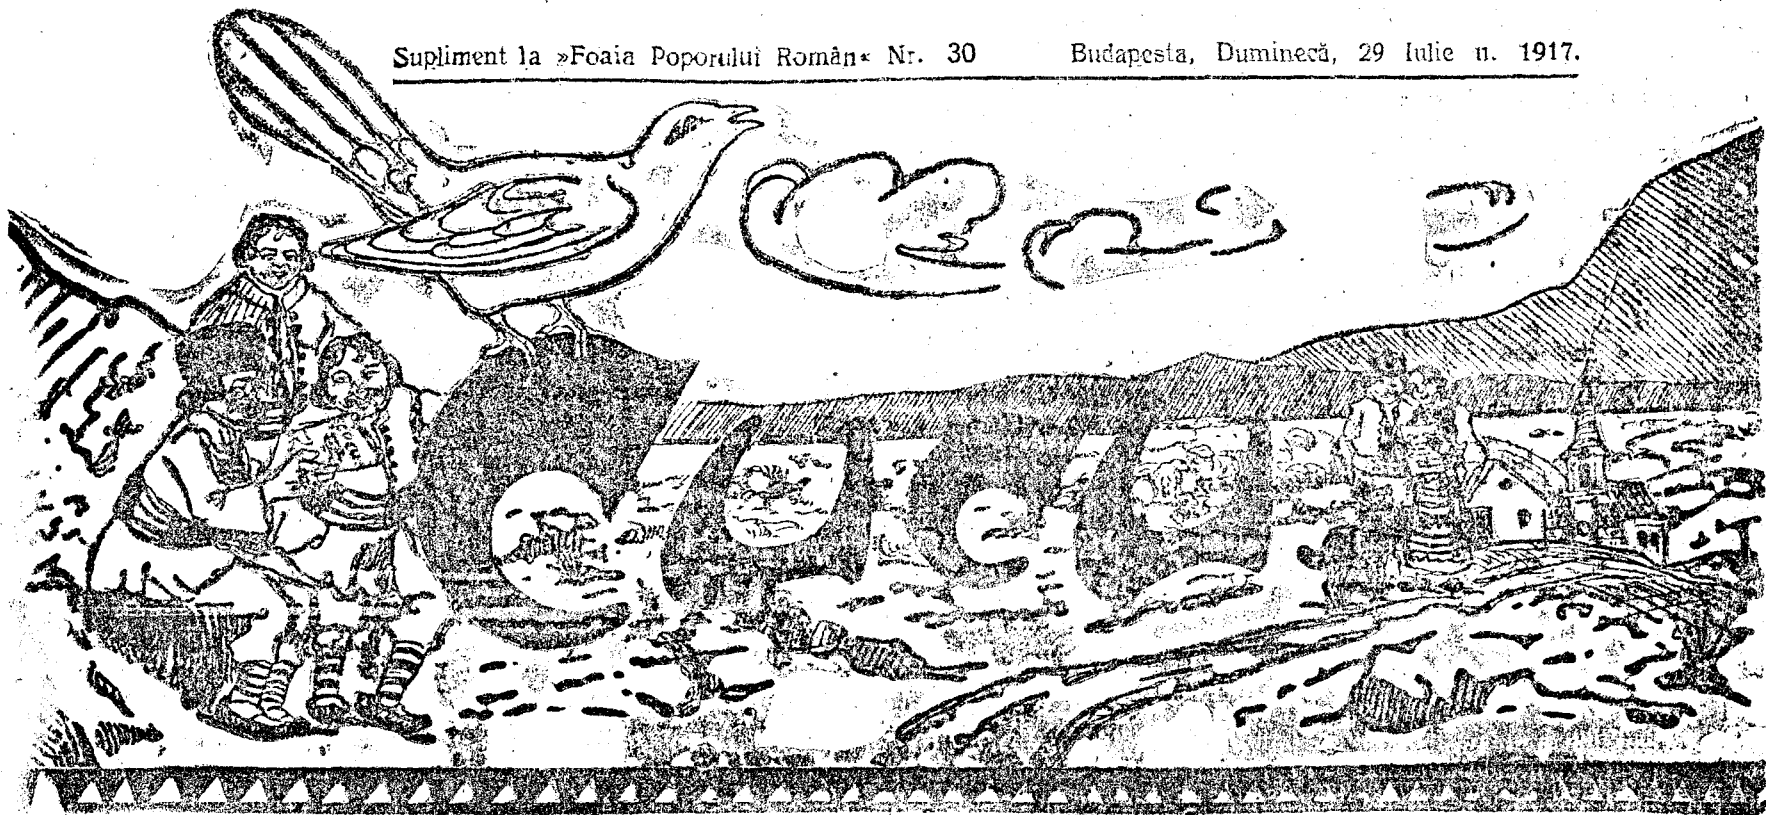 Supliment la »Foaia Poporului Român« Nr. 30 Budapesta, Duminecă, 29 Iulie n. 1917.